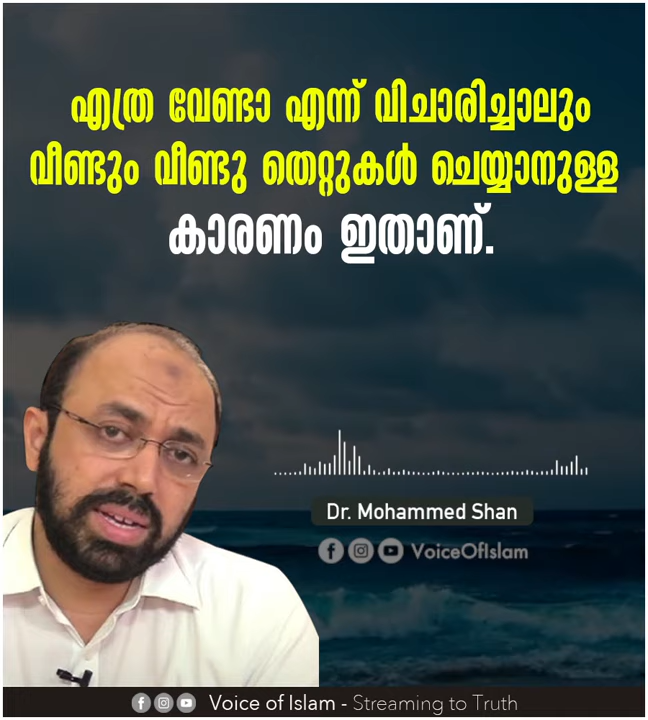 എത്ര വേണ്ടാ എന്ന് വിചാരിച്ചാലും
വീണ്ടും വീണ്ടു തെറ്റുകൾ ചെയ്യാനുള്ള
കാരണം ഇതാണ്.
Dr. Mohammed Shan
VoiceOfIslam
Voice of Islam - Streaming to Truth